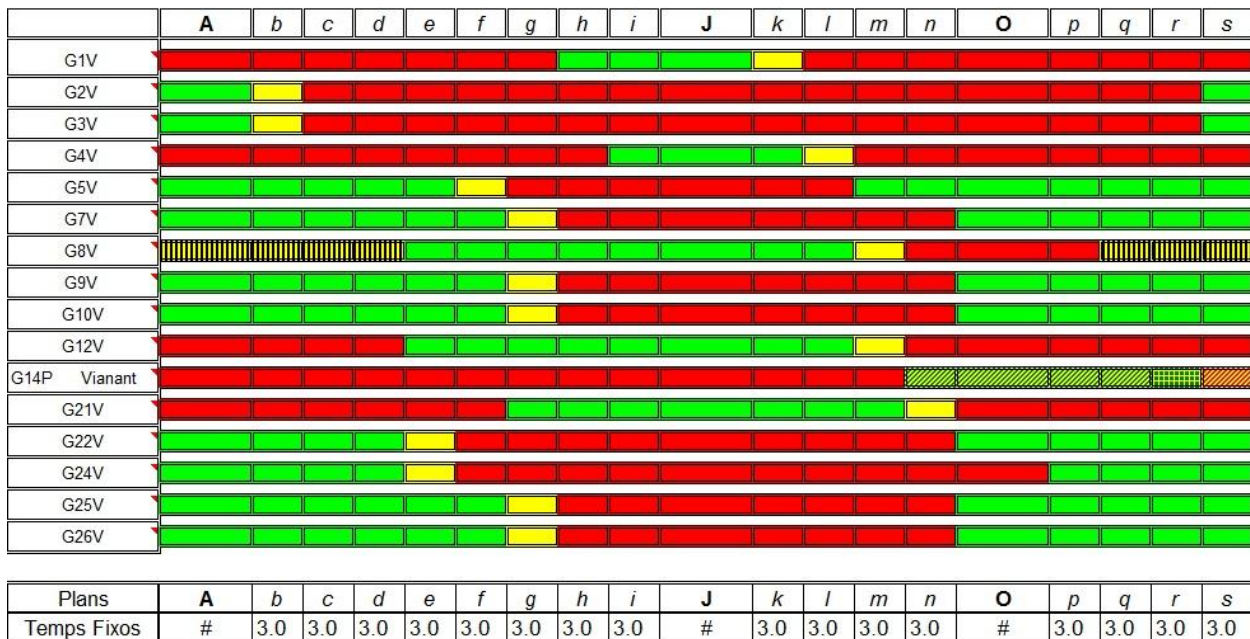 A b c d e f g h i J k l m n O p q r s
G1V
G2V
G3V
G4V
G5V
G7V
G8V
G9V
G10V
G12V
G14P Vianant
G21V
G22V
G24V
G25V
G26V
Plans A b c d e f g h i J k l m n O p q r s
Temps Fixos # 3.0 3.0 3.0 3.0 3.0 3.0 3.0 3.0 # 3.0 3.0 3.0 3.0 # 3.0 3.0 3.0 3.0